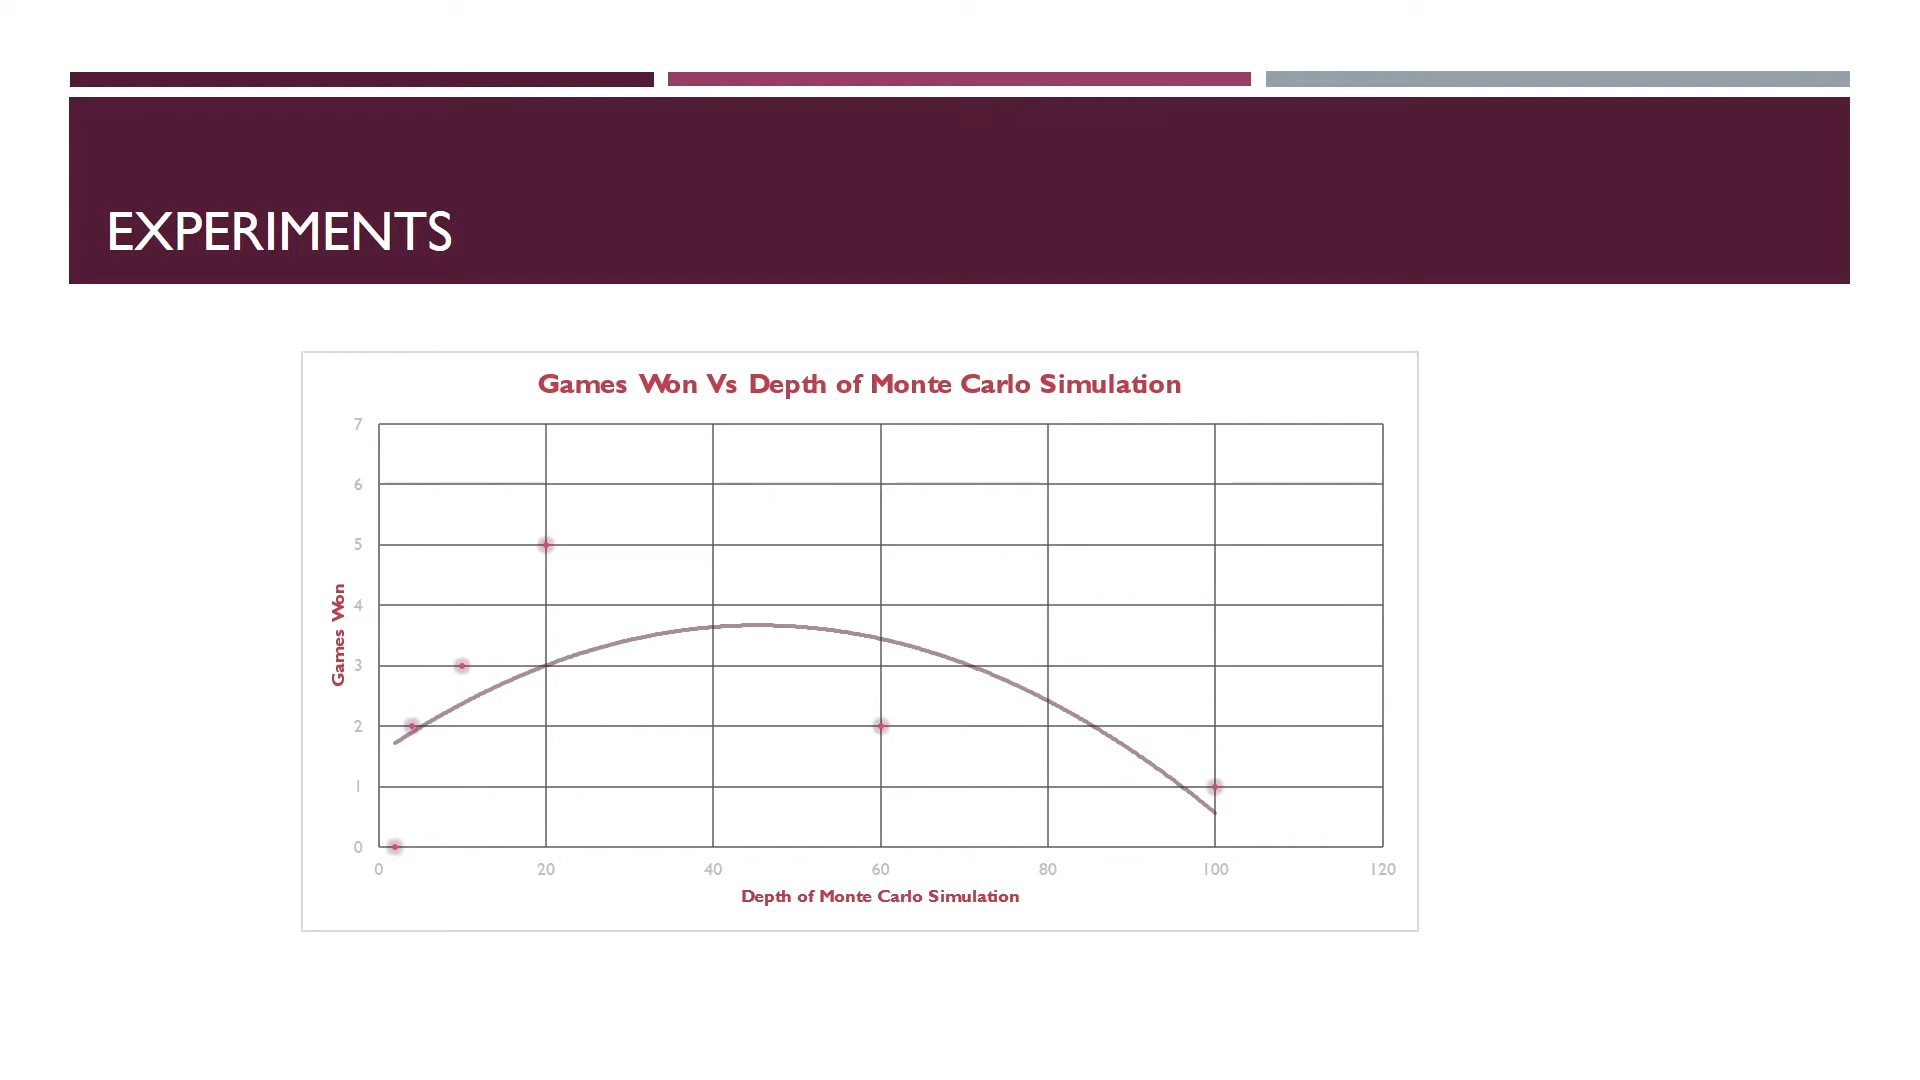 EXPERIMENTS
Games Won Vs Depth of Monte Carlo Simulation
7
6
5
4
3
2
1
0
Games Won
0 20 40 60 80 100 120
Depth of Monte Carlo Simulation